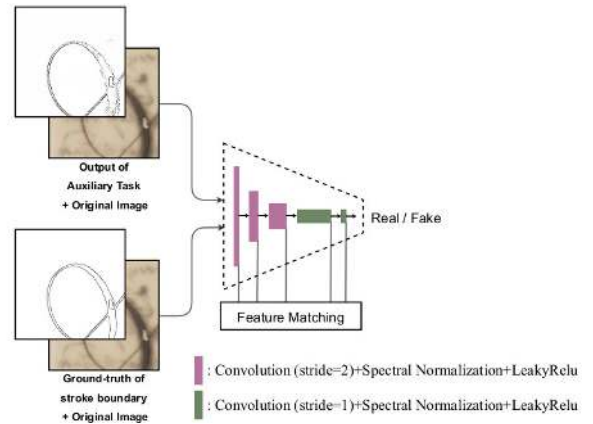 Output of
Auxiliary Task
+ Original Image
Real / Fake
Feature Matching
Ground-truth of
stroke boundary
+ Original Image
: Convolution (stride=2)+Spectral Normalization+LeakyRelu
: Convolution (stride=1)+Spectral Normalization+LeakyRelu